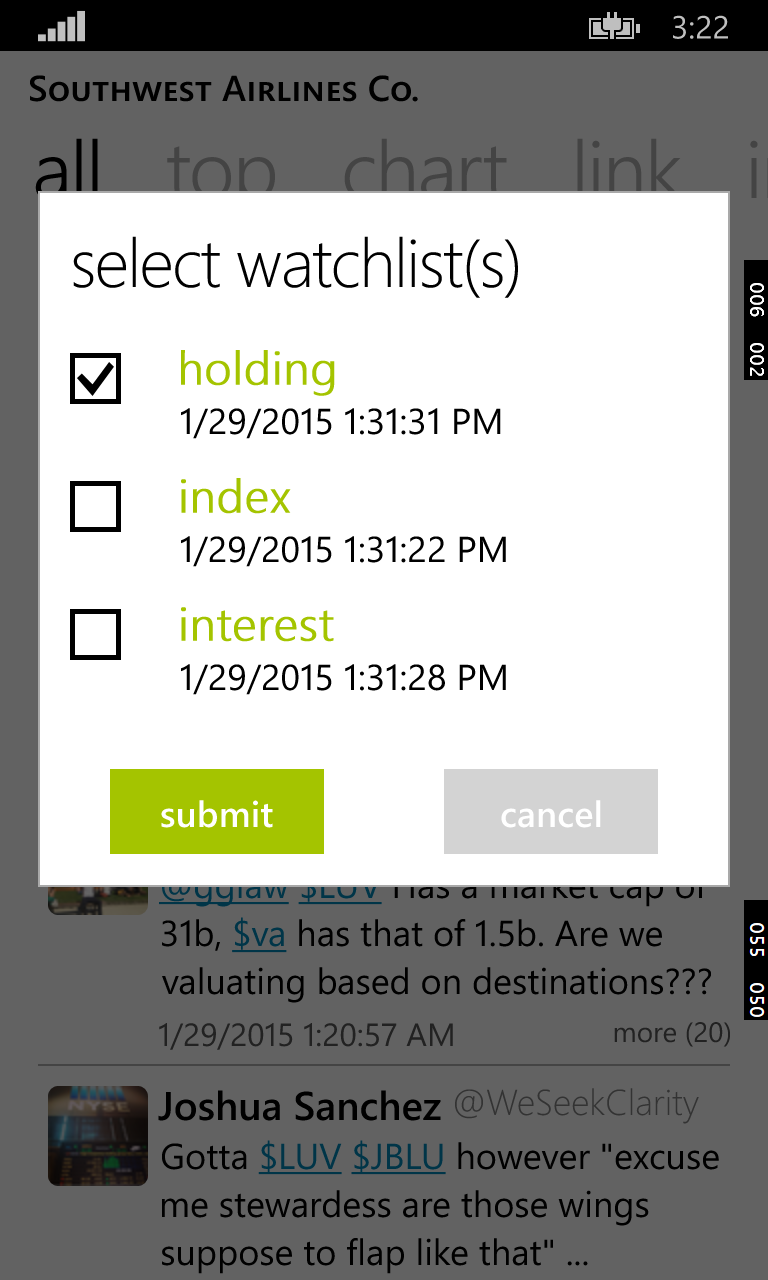 3:22
Southwest Airlines Co.
all top chart link
select watchlist(s)
holding
1/29/2015 1:31:31 PM
index
1/29/2015 1:31:22 PM
interest
1/29/2015 1:31:28 PM
submit cancel
006 002
@gglaw $LUV Has a market cap of
31b, $va has that of 1.5b. Are we
valuating based on destinations???
1/29/2015 1:20:57 AM more (20)
055 050
NYSE
Joshua Sanchez @WeSeekClarity
Gotta $LUV $JBLU however "excuse
me stewardess are those wings
suppose to flap like that" ...